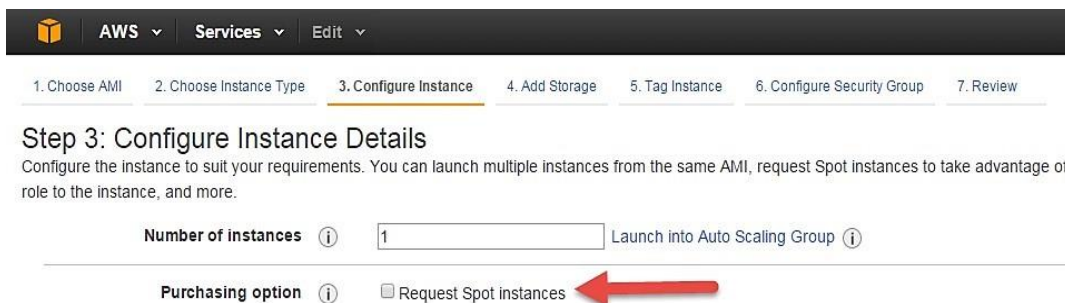 AWS Services Edit
1. Choose AMI 2. Choose Instance Type 3. Configure Instance 4. Add Storage 5. Tag Instance 6. Configure Security Group 7. Review
Step 3: Configure Instance Details
Configure the instance to suit your requirements. You can launch multiple instances from the same AMI, request Spot instances to take advantage of
role to the instance, and more.
Number of instances i 1 Launch into Auto Scaling Group i
Purchasing option i Request Spot instances